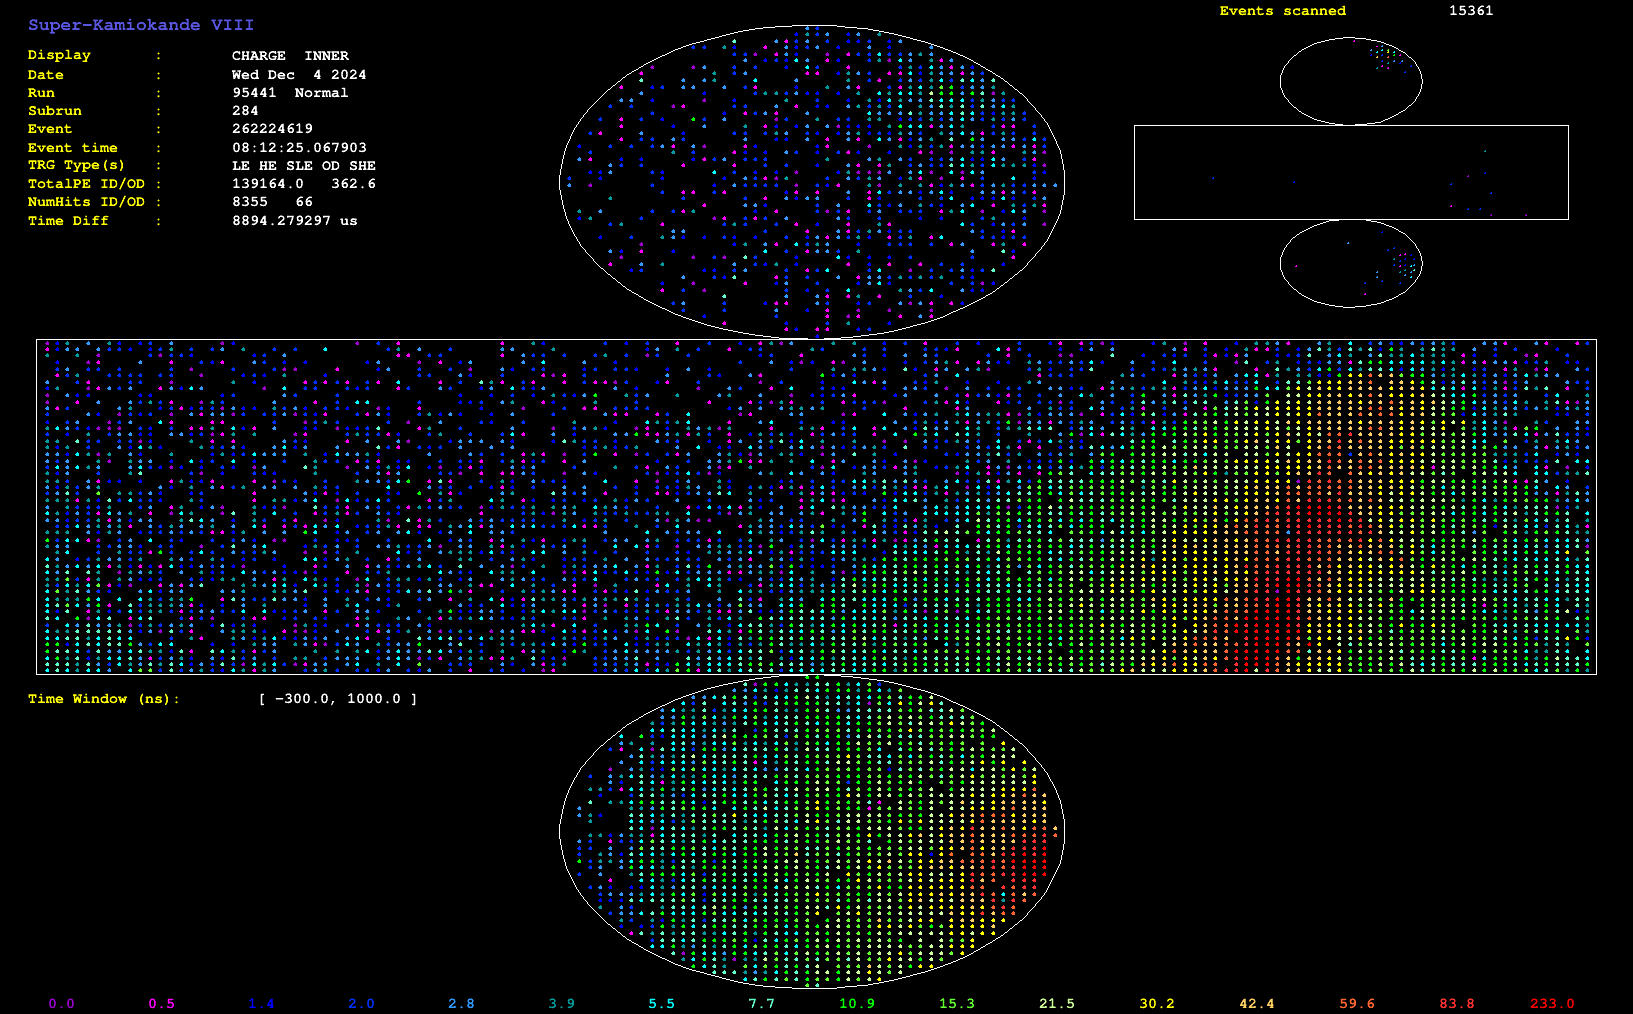 Super-Kamiokande VIII
Events scanned 15361
Display : CHARGE INNER
Date : Wed Dec 4 2024
Run : 95441 Normal
Subrun : 284
Event : 262224619
Event time : 08:12:25.067903
TRG Type(s) : LE HE SLE OD SHE
TotalPE ID/OD : 139164.0 362.6
NumHits ID/OD : 8355 66
Time Diff : 8894.279297 us
Time Window (ns): [ -300.0, 1000.0 ]
0.0 0.5 1.4 2.0 2.8 3.9 5.5 7.7 10.9 15.3 21.5 30.2 42.4 59.6 83.8 233.0